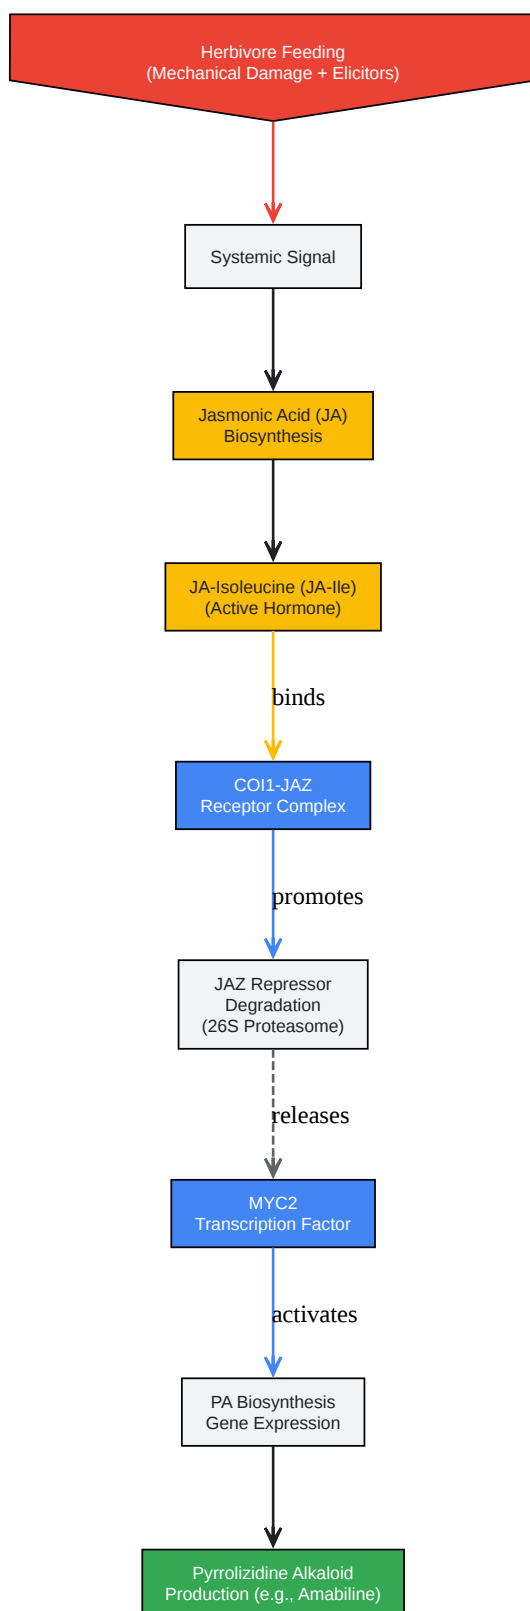 Herbivore Feeding
(Mechanical Damage + Elicitors)
Systemic Signal
Jasmonic Acid (JA)
Biosynthesis
JA-Isoleucine (JA-Ile)
(Active Hormone)
binds
COI1-JAZ
Receptor Complex
promotes
JAZ Repressor
Degradation
(26S Proteasome)
releases
MYC2
Transcription Factor
activates
PA Biosynthesis
Gene Expression
Pyrrolizidine Alkaloid
Production (e.g., Amabiline)